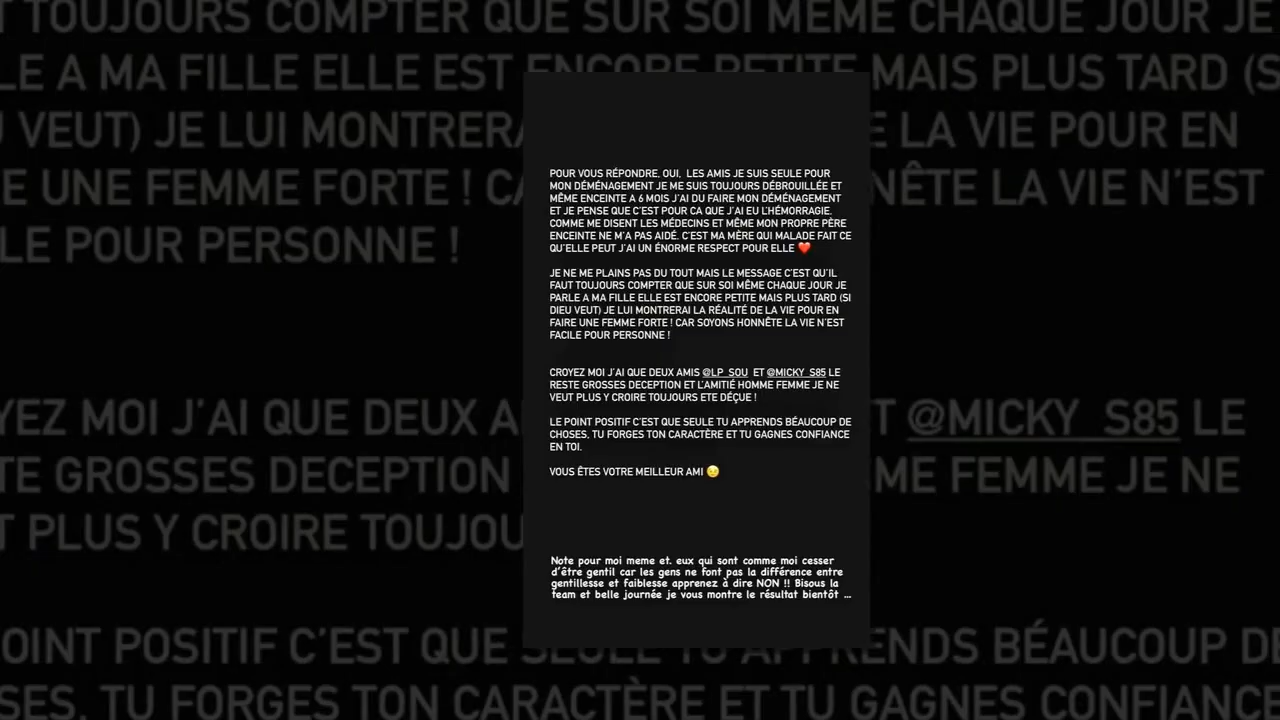 POUR VOUS RÉPONDRE, OUI, LES AMIS JE SUIS SEULE POUR
MON DÉMÉNAGEMENT JE ME SUIS TOUJOURS DÉBROUILLÉE ET
MÊME ENCEINTE A 6 MOIS J'AI DU FAIRE MON DÉMÉNAGEMENT
ET JE PENSE QUE C'EST POUR CA QUE J'AI EU L'HÉMORRAGIE.
COMME ME DISENT LES MÉDECINS ET MÊME MON PROPRE PÈRE
ENCEINTE NE M'A PAS AIDÉ. C'EST MA MÈRE QUI MALADE FAIT CE
QU'ELLE PEUT J'AI UN ÉNORME RESPECT POUR ELLE ❤️
JE NE ME PLAINS PAS DU TOUT MAIS LE MESSAGE C'EST QU'IL
FAUT TOUJOURS COMPTER QUE SUR SOI MÊME CHAQUE JOUR JE
PARLE A MA FILLE ELLE EST ENCORE PETITE MAIS PLUS TARD (SI
DIEU VEUT) JE LUI MONTRERAI LA RÉALITÉ DE LA VIE POUR EN
FAIRE UNE FEMME FORTE ! CAR SOYONS HONNÊTE LA VIE N'EST
FACILE POUR PERSONNE !
CROYEZ MOI J'AI QUE DEUX AMIS @LP_SOU ET @MICKY_S85 LE
RESTE GROSSES DECEPTION ET L'AMITIÉ HOMME FEMME JE NE
VEUT PLUS Y CROIRE TOUJOURS ETE DÉÇUE !
LE POINT POSITIF C'EST QUE SEULE TU APPRENDS BÉAUCOUP DE
CHOSES, TU FORGES TON CARACTÈRE ET TU GAGNES CONFIANCE
EN TOI.
VOUS ÊTES VOTRE MEILLEUR AMI 😉
Note pour moi meme et. eux qui sont comme moi cesser
d'être gentil car les gens ne font pas la différence entre
gentillesse et faiblesse apprenez à dire NON !! Bisous la
team et belle journée je vous montre le résultat bientôt ...